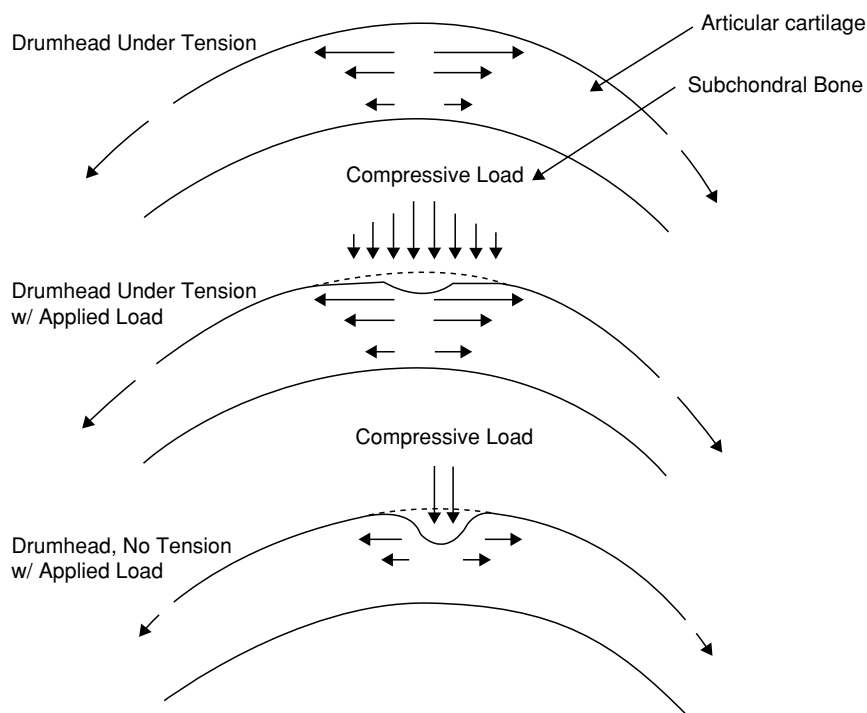 Drumhead Under Tension
Articular cartilage
Subchondral Bone
Compressive Load
Drumhead Under Tension
w/ Applied Load
Compressive Load
Drumhead, No Tension
w/ Applied Load